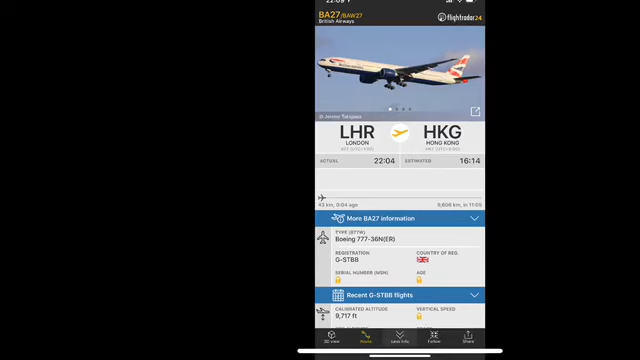 22:09
BA27/BAW27
flightradar24
British Airways
LHR
HKG
LONDON
HONG KONG
ACTUAL
22:04
ESTIMATED
16:14
43 km, 0:04 ago
9,606 km, in 11:05
More BA27 information
TYPE (B77W)
Boeing 777-36N(ER)
REGISTRATION
COUNTRY OF REG.
G-STBB
SERIAL NUMBER (MSN)
AGE
Recent G-STBB flights
CALIBRATED ALTITUDE
VERTICAL SPEED
9,717 ft
3D view
Route
Less info
Follow
Share